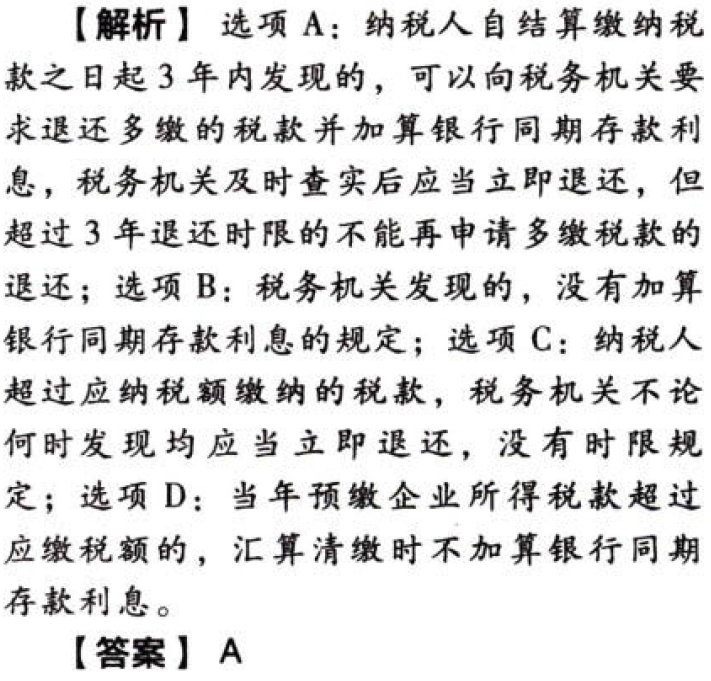 【解析】 选项 A：纳税人自结算缴纳税
款之日起 3 年内发现的，可以向税务机关要
求退还多缴的税款并加算银行同期存款利
息，税务机关及时查实后应当立即退还，但
超过 3 年退还时限的不能再申请多缴税款的
退还；选项 B：税务机关发现的，没有加算
银行同期存款利息的规定；选项 C：纳税人
超过应纳税额缴纳的税款，税务机关不论
何时发现均应当立即退还，没有时限规
定；选项 D：当年预缴企业所得税款超过
应缴税额的，汇算清缴时不加算银行同期
存款利息。
【答案】 A